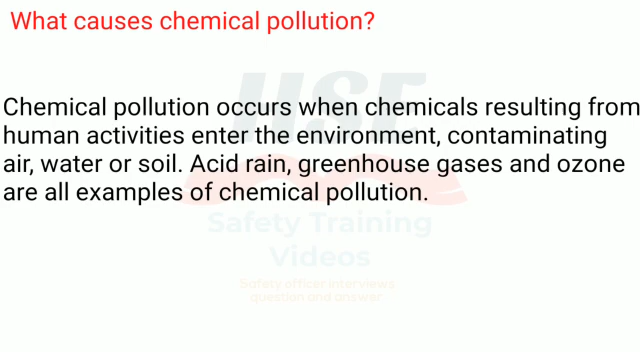 What causes chemical pollution?
Chemical pollution occurs when chemicals resulting from
human activities enter the environment, contaminating
air, water or soil. Acid rain, greenhouse gases and ozone
are all examples of chemical pollution.
HSE
Safety Training
Videos
Safety officer interviews
question and answer.